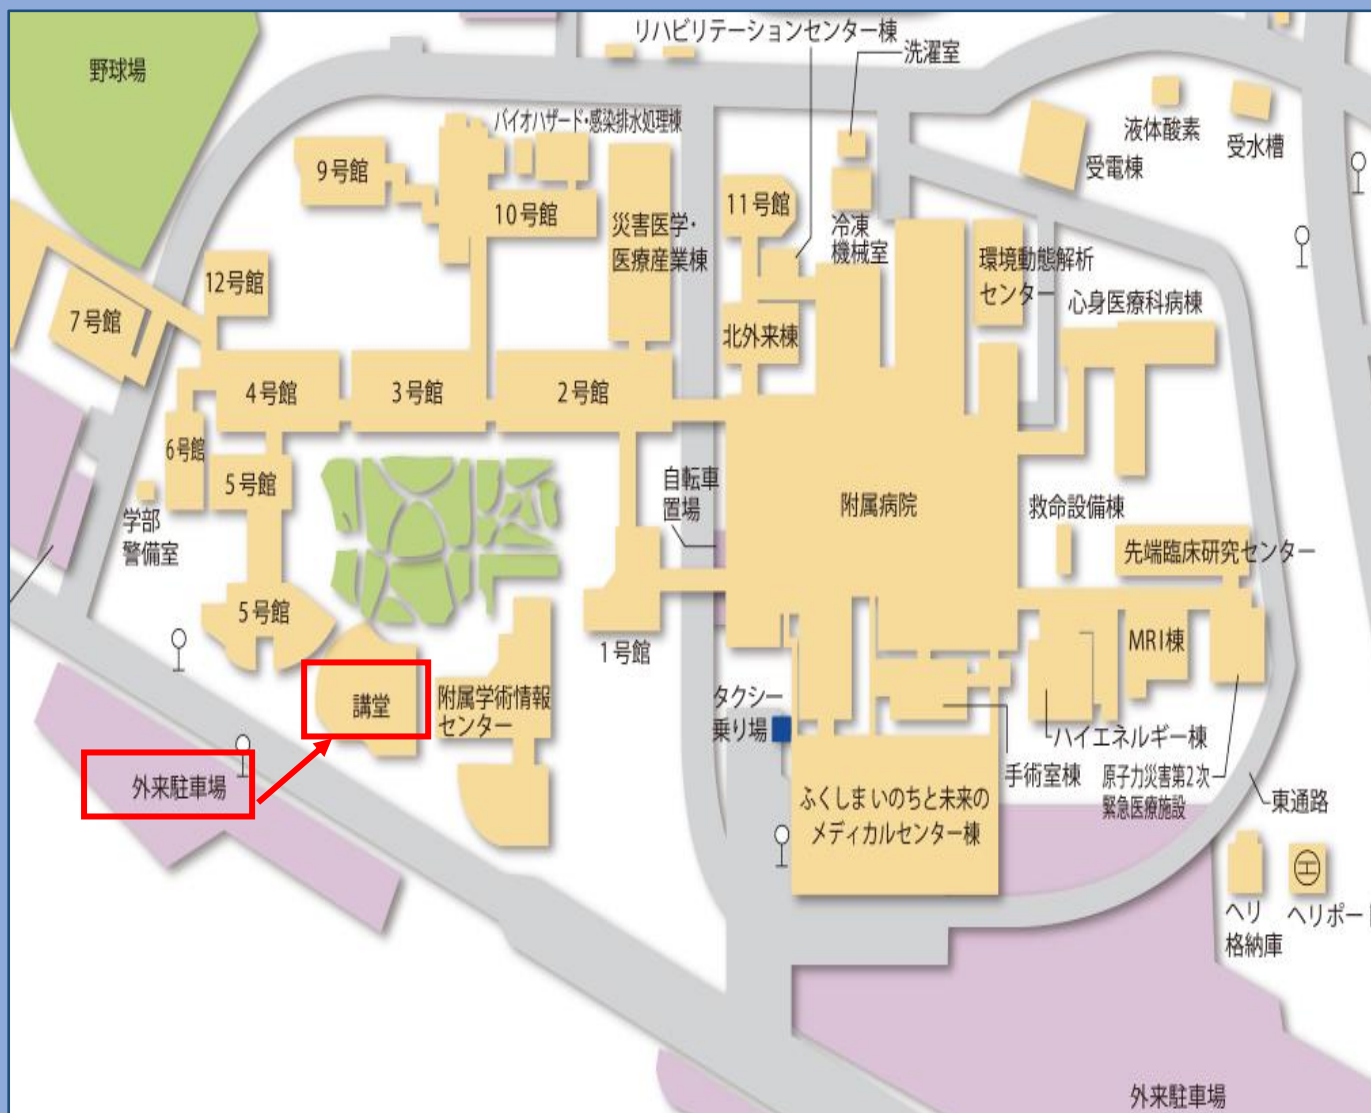 リハビリテーションセンター棟
洗濯室
野球場
バイオハザード・感染排水処理棟
液体酸素
受水槽
受電棟
9号館
10号館
災害医学・
医療産業棟
11号館
冷凍
機械室
環境動態解析
センター
心身医療科病棟
12号館
7号館
北外来棟
4号館
3号館
2号館
6号館
5号館
自転車
置場
附属病院
救命設備棟
学部
警備室
先端臨床研究センター
5号館
1号館
MRI棟
講堂
附属学術情報
センター
タクシー
乗り場
ハイエネルギー棟
手術室棟
原子力災害第2次
緊急医療施設
東通路
外来駐車場
ふくしまいのちと未来の
メディカルセンター棟
ヘリ
格納庫
ヘリポート
外来駐車場